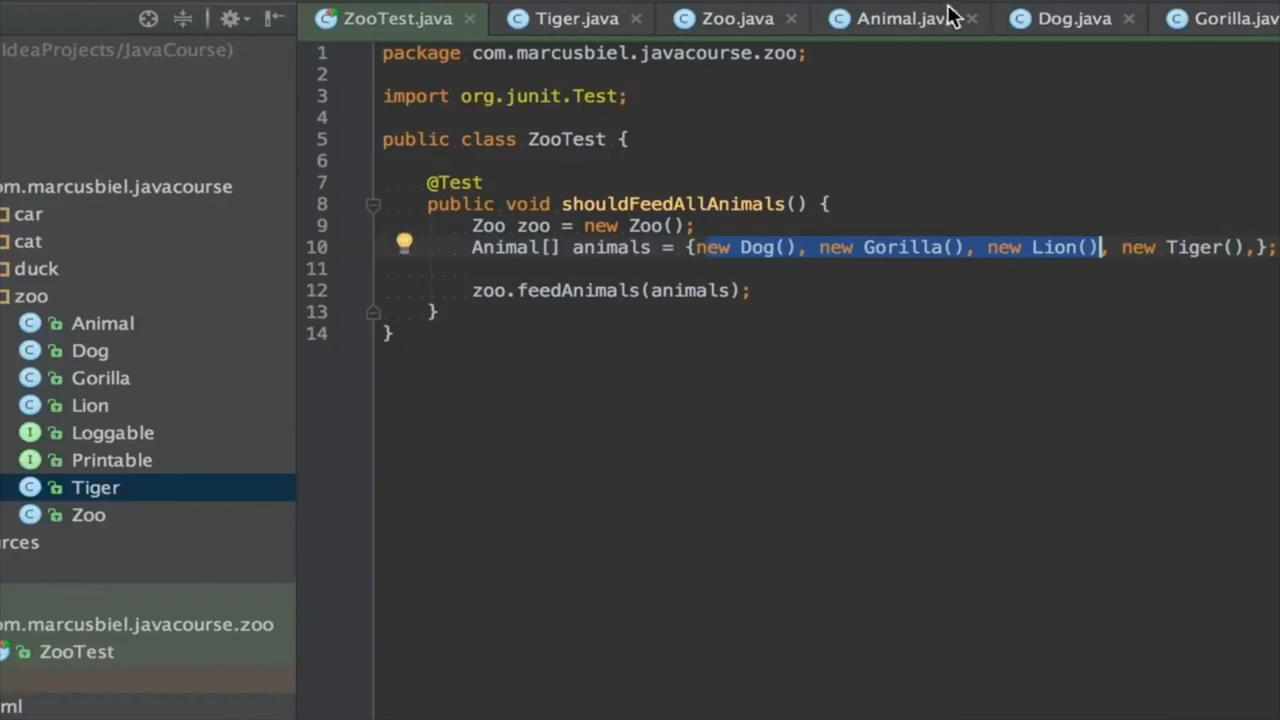 ZooTest.java
Tiger.java
Zoo.java
Animal.java
Dog.java
Gorilla.jav
IdeaProjects/JavaCourse)
om.marcusbiel.javacourse
car
cat
duck
zoo
Animal
Dog
Gorilla
Lion
Loggable
Printable
Tiger
Zoo
urces
om.marcusbiel.javacourse.zoo
ZooTest
ml
1 package com.marcusbiel.javacourse.zoo;
2
3 import org.junit.Test;
4
5 public class ZooTest {
6
7 @Test
8 public void shouldFeedAllAnimals() {
9 Zoo zoo = new Zoo();
10 Animal[] animals = {new Dog(), new Gorilla(), new Lion(), new Tiger(),};
11
12 zoo.feedAnimals(animals);
13 }
14 }